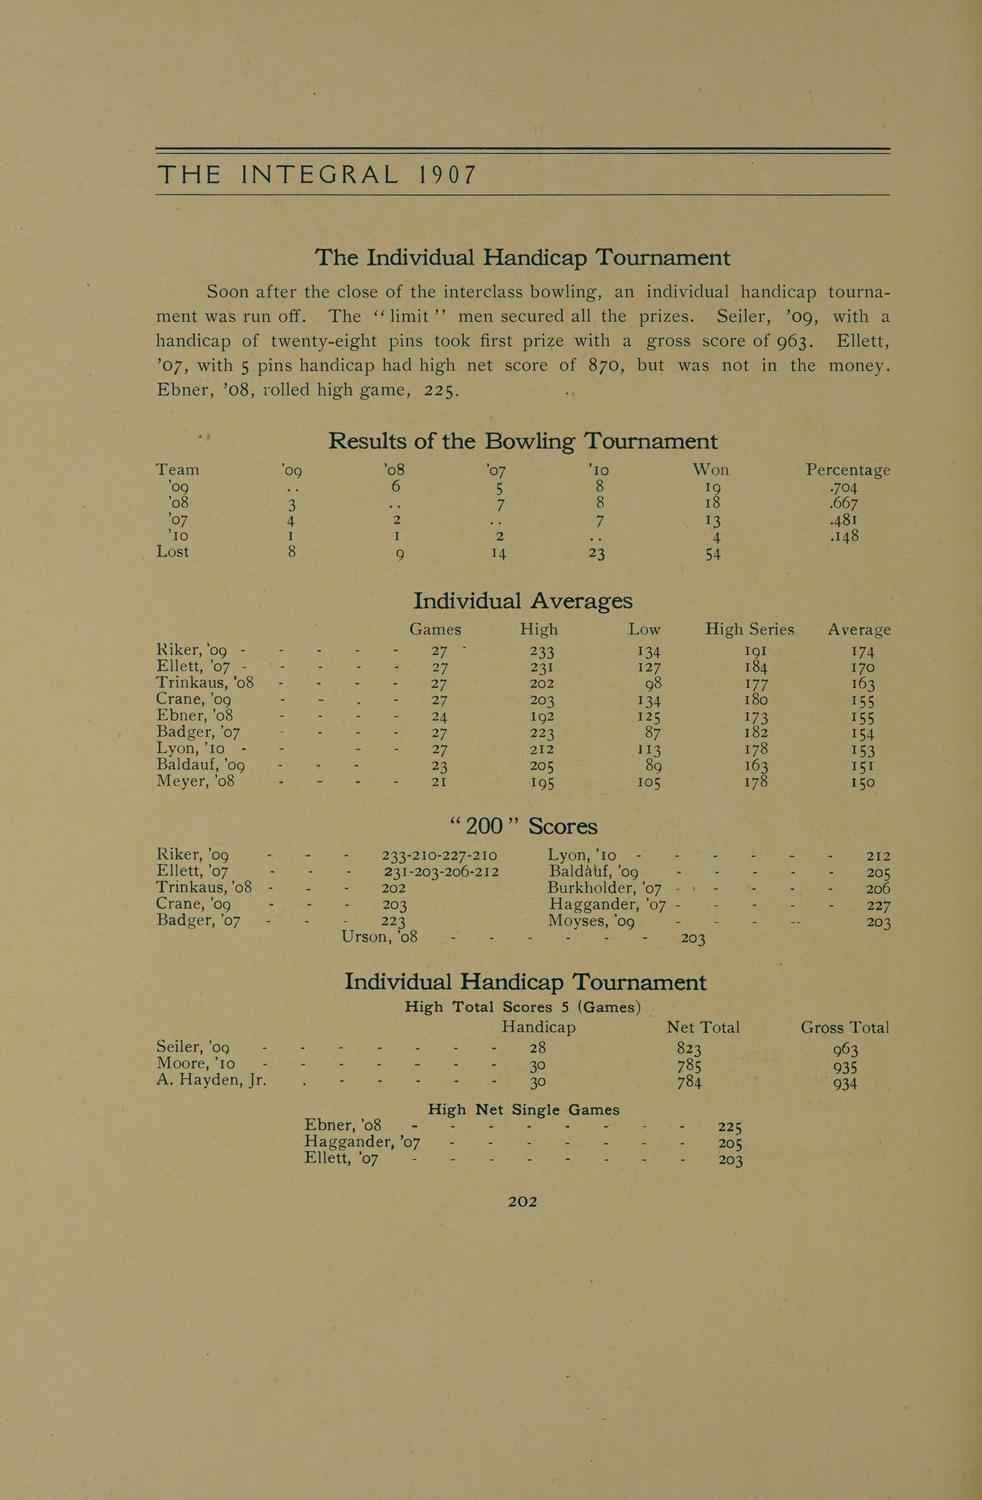 THE INTEGRAL 1907
The Individual Handicap Tournament
Soon after the close of the interclass bowling, an individual handicap tourna-
ment was run off. The "limit" men secured all the prizes. Seiler, '09, with a
handicap of twenty-eight pins took first prize with a gross score of 963. Ellett,
'07, with 5 pins handicap had high net score of 870, but was not in the money.
Ebner, '08, rolled high game, 225.
Results of the Bowling Tournament
Team '09 '08 '07 '10 Won Percentage
'09 .. 6 5 8 19 .704
'08 3 .. 7 8 18 .667
'07 4 2 .. 7 13 .481
'10 1 1 2 .. 4 .148
Lost 8 9 14 23 54
Individual Averages
Games High Low High Series Average
Riker, '09 - - - - - 27 233 134 191 174
Ellett, '07 - - - - - 27 231 127 184 170
Trinkaus, '08 - - - - 27 202 98 177 163
Crane, '09 - - . - 27 203 134 180 155
Ebner, '08 - - - - 24 192 125 173 155
Badger, '07 - - - - 27 223 87 182 154
Lyon, '10 - - - - 27 212 113 178 153
Baldauf, '09 - - - 23 205 89 163 151
Meyer, '08 - - - - 21 195 105 178 150
"200" Scores
Riker, '09 - - - 233-210-227-210 Lyon, '10 - - - - - - 212
Ellett, '07 - - - 231-203-206-212 Baldauf, '09 - - - - - 205
Trinkaus, '08 - - - 202 Burkholder, '07 - - - - - 206
Crane, '09 - - - 203 Haggander, '07 - - - - - 227
Badger, '07 - - - 223 Moyses, '09 - - - -- 203
Urson, '08 - - - - - - 203
Individual Handicap Tournament
High Total Scores 5 (Games)
Handicap Net Total Gross Total
Seiler, '09 - - - - - - - 28 823 963
Moore, '10 - - - - - - - 30 785 935
A. Hayden, Jr. . - - - - - 30 784 934
High Net Single Games
Ebner, '08 - - - - - - - - 225
Haggander, '07 - - - - - - - 205
Ellett, '07 - - - - - - - - 203
202